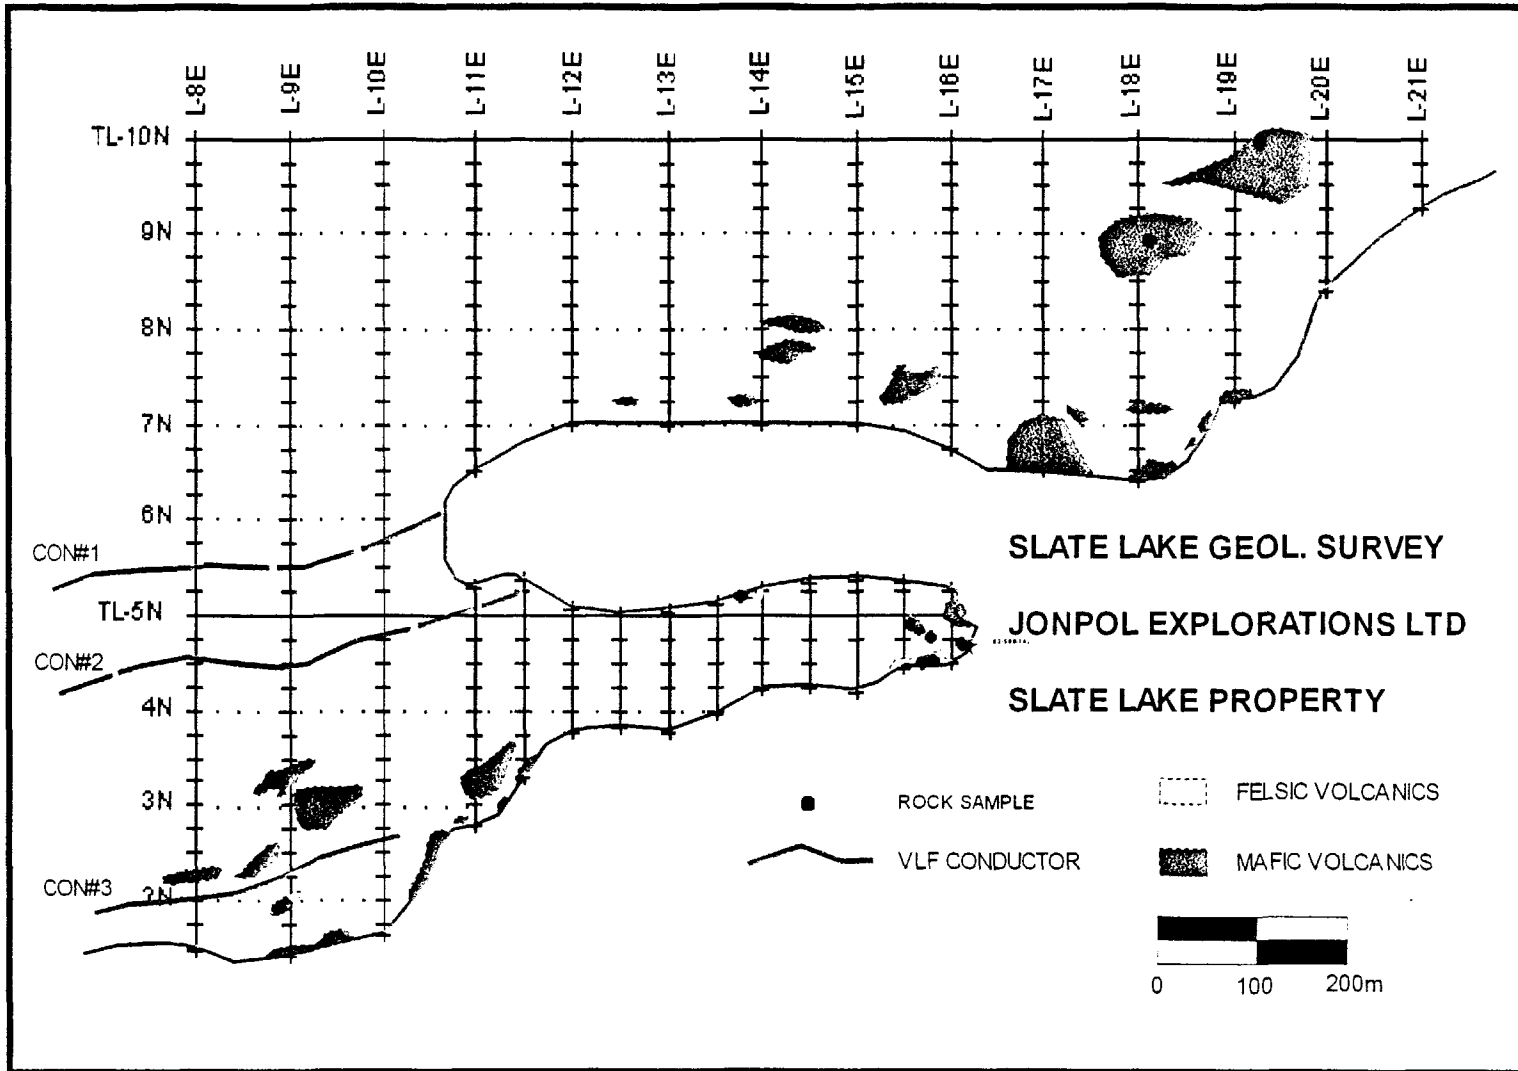 L-8E
L-9E
L-10E
L-11E
L-12E
L-13E
L-14E
L-15E
L-16E
L-17E
L-18E
L-19E
L-20E
L-21E
TL-10N
9N
8N
7N
6N
CON#1
TL-5N
CON#2
4N
3N
CON#3
2N
SLATE LAKE GEOL. SURVEY
JONPOL EXPLORATIONS LTD
SLATE LAKE PROPERTY
ROCK SAMPLE
VLF CONDUCTOR
FELSIC VOLCANICS
MAFIC VOLCANICS
0 100 200m